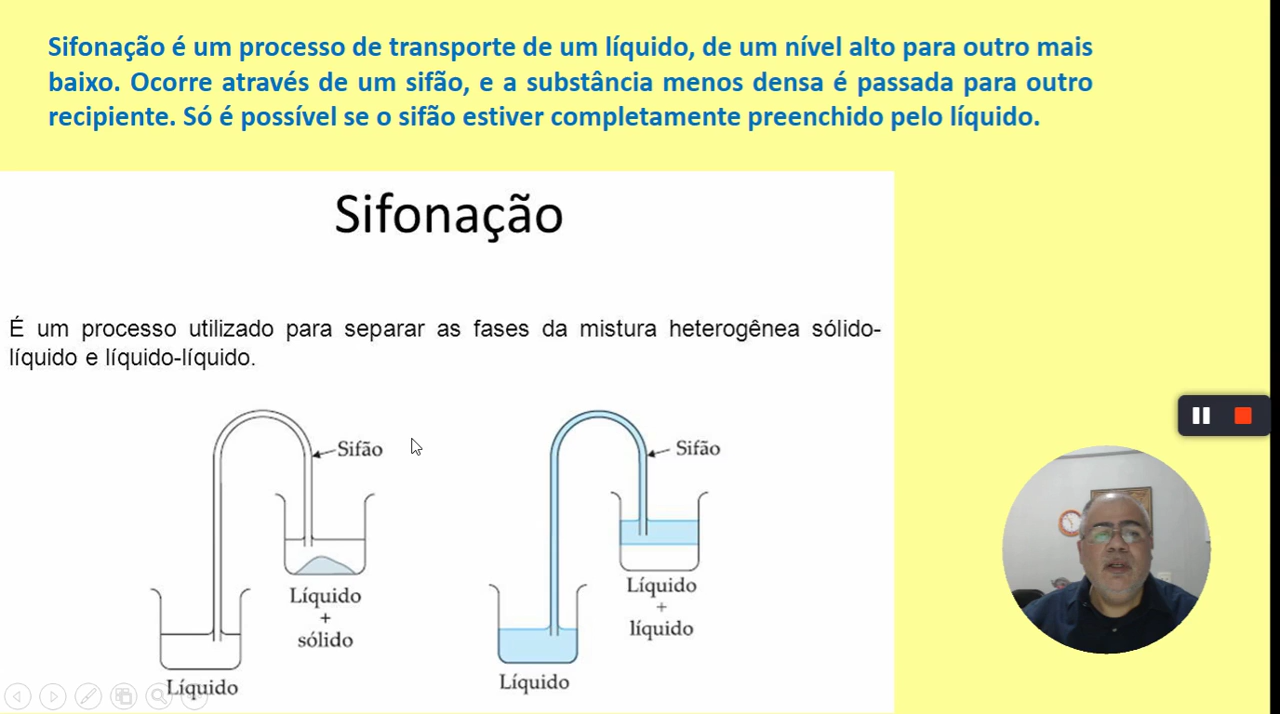 Sifonação é um processo de transporte de um líquido, de um nível alto para outro mais
baixo. Ocorre através de um sifão, e a substância menos densa é passada para outro
recipiente. Só é possível se o sifão estiver completamente preenchido pelo líquido.
Sifonação
É um processo utilizado para separar as fases da mistura heterogênea sólido-
líquido e líquido-líquido.
Sifão
Líquido
+
sólido
Líquido
Sifão
Líquido
+
líquido
Líquido